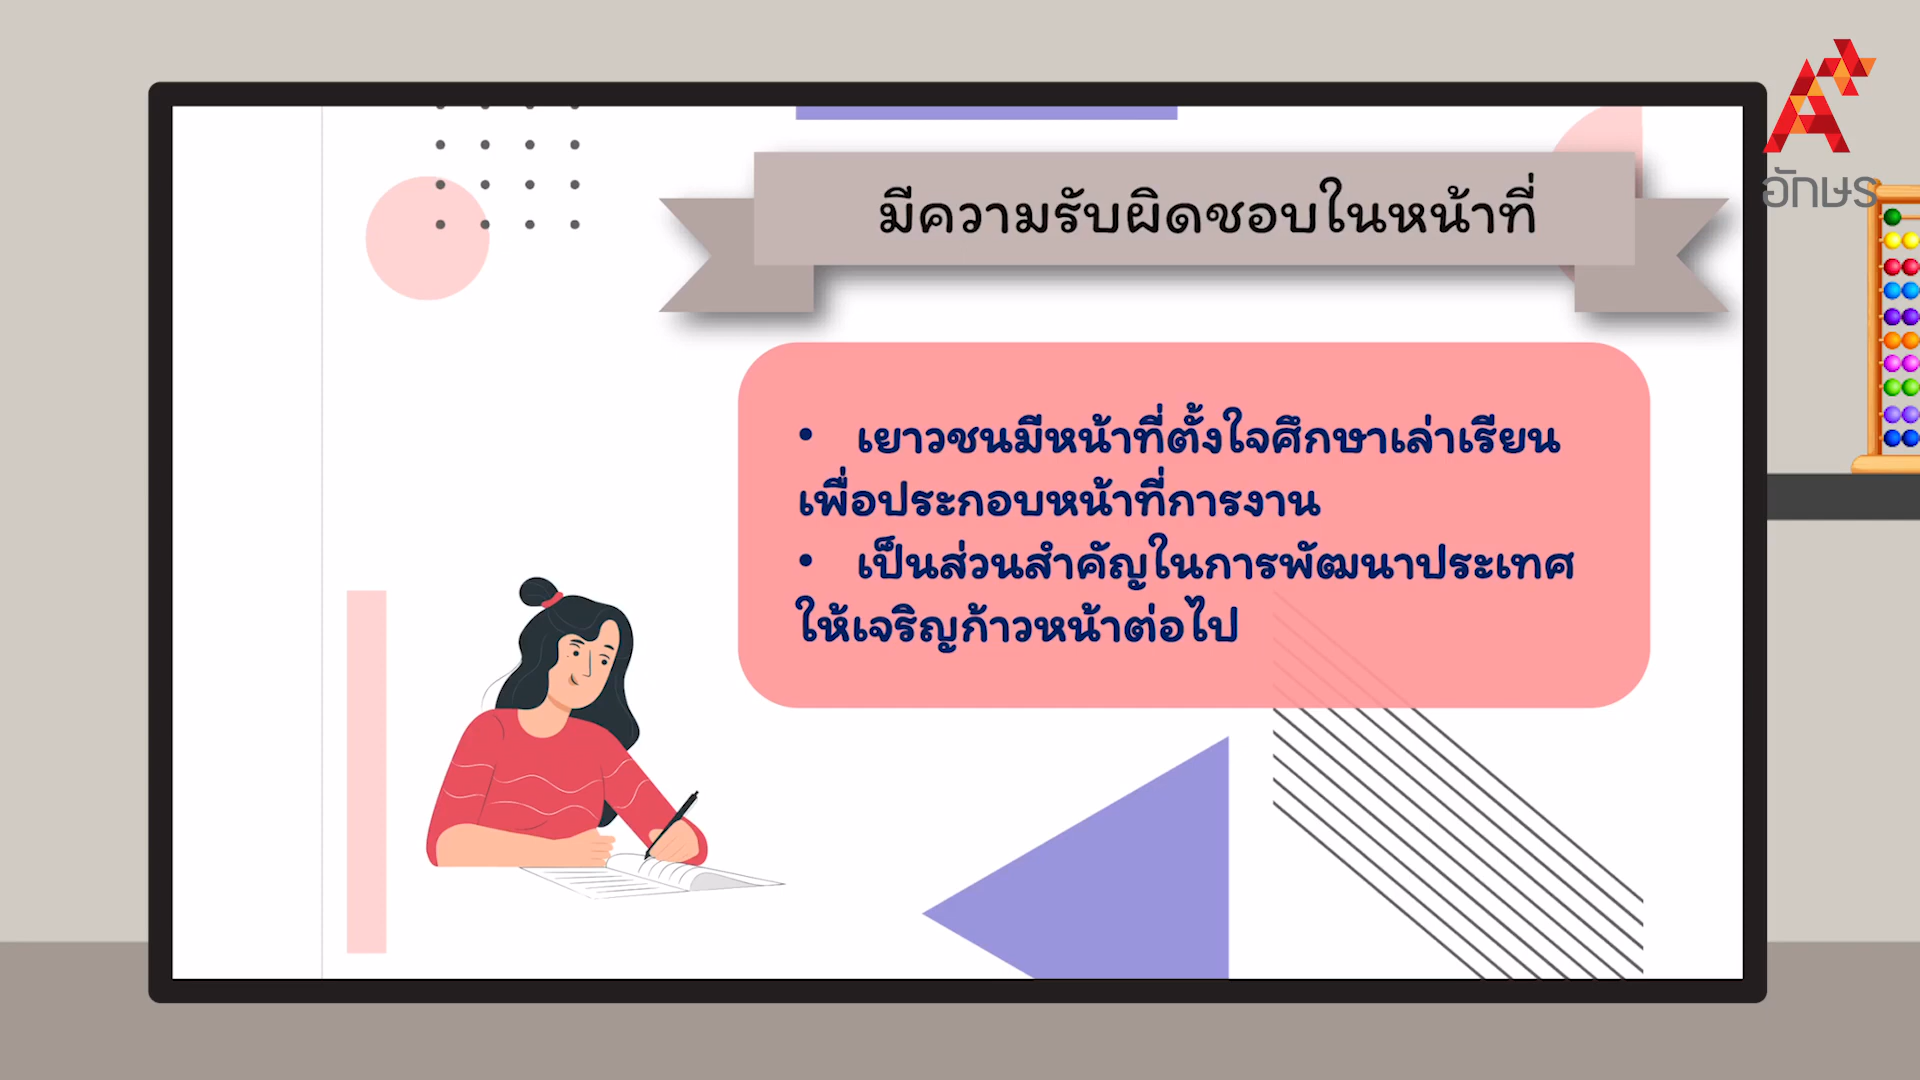 อักษร
มีความรับผิดชอบในหน้าที่
• เยาวชนมีหน้าที่ตั้งใจศึกษาเล่าเรียน
เพื่อประกอบหน้าที่การงาน
• เป็นส่วนสำคัญในการพัฒนาประเทศ
ให้เจริญก้าวหน้าต่อไป